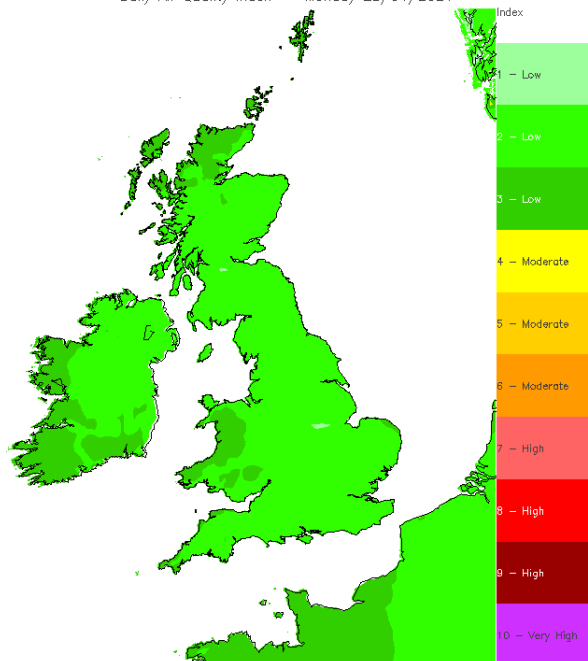 Index
1 - Low
2 - Low
3 - Low
4 - Moderate
5 - Moderate
6 - Moderate
7 - High
8 - High
9 - High
10 - Very High